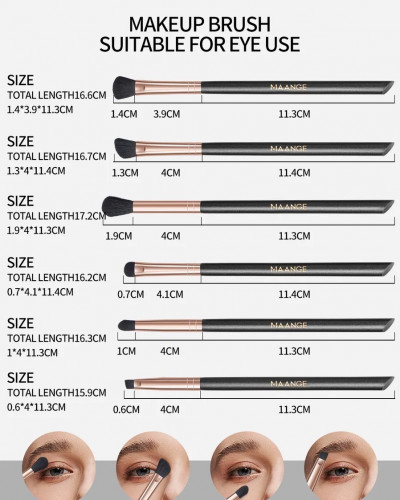 MAKEUP BRUSH
SUITABLE FOR EYE USE
SIZE
TOTAL LENGTH16.6CM
1.4*3.9*11.3CM
MAANGE
1.4CM 3.9CM 11.3CM
SIZE
TOTAL LENGTH16.7CM
1.3*4*11.4CM
MAANGE
1.3CM 4CM 11.4CM
SIZE
TOTAL LENGTH17.2CM
1.9*4*11.3CM
MAANGE
1.9CM 4CM 11.3CM
SIZE
TOTAL LENGTH16.2CM
0.7*4.1*11.4CM
MAANGE
0.7CM 4.1CM 11.4CM
SIZE
TOTAL LENGTH16.3CM
1*4*11.3CM
MAANGE
1CM 4CM 11.3CM
SIZE
TOTAL LENGTH15.9CM
0.6*4*11.3CM
MAANGE
0.6CM 4CM 11.3CM